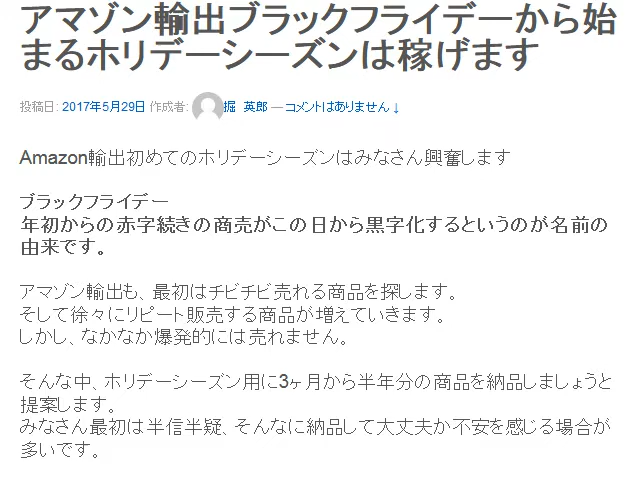 アマゾン輸出ブラックフライデーから始
まるホリデーシーズンは稼げます
投稿日: 2017年5月29日 作成者: 堀 英郎 — コメントはありません ↓
Amazon輸出初めてのホリデーシーズンはみなさん興奮します
ブラックフライデー
年初からの赤字続きの商売がこの日から黒字化するというのが名前の
由来です。
アマゾン輸出も、最初はチビチビ売れる商品を探します。
そして徐々にリピート販売する商品が増えていきます。
しかし、なかなか爆発的には売れません。
そんな中、ホリデーシーズン用に3ヶ月から半年分の商品を納品しましょうと
提案します。
みなさん最初は半信半疑、そんなに納品して大丈夫か不安を感じる場合が
多いです。